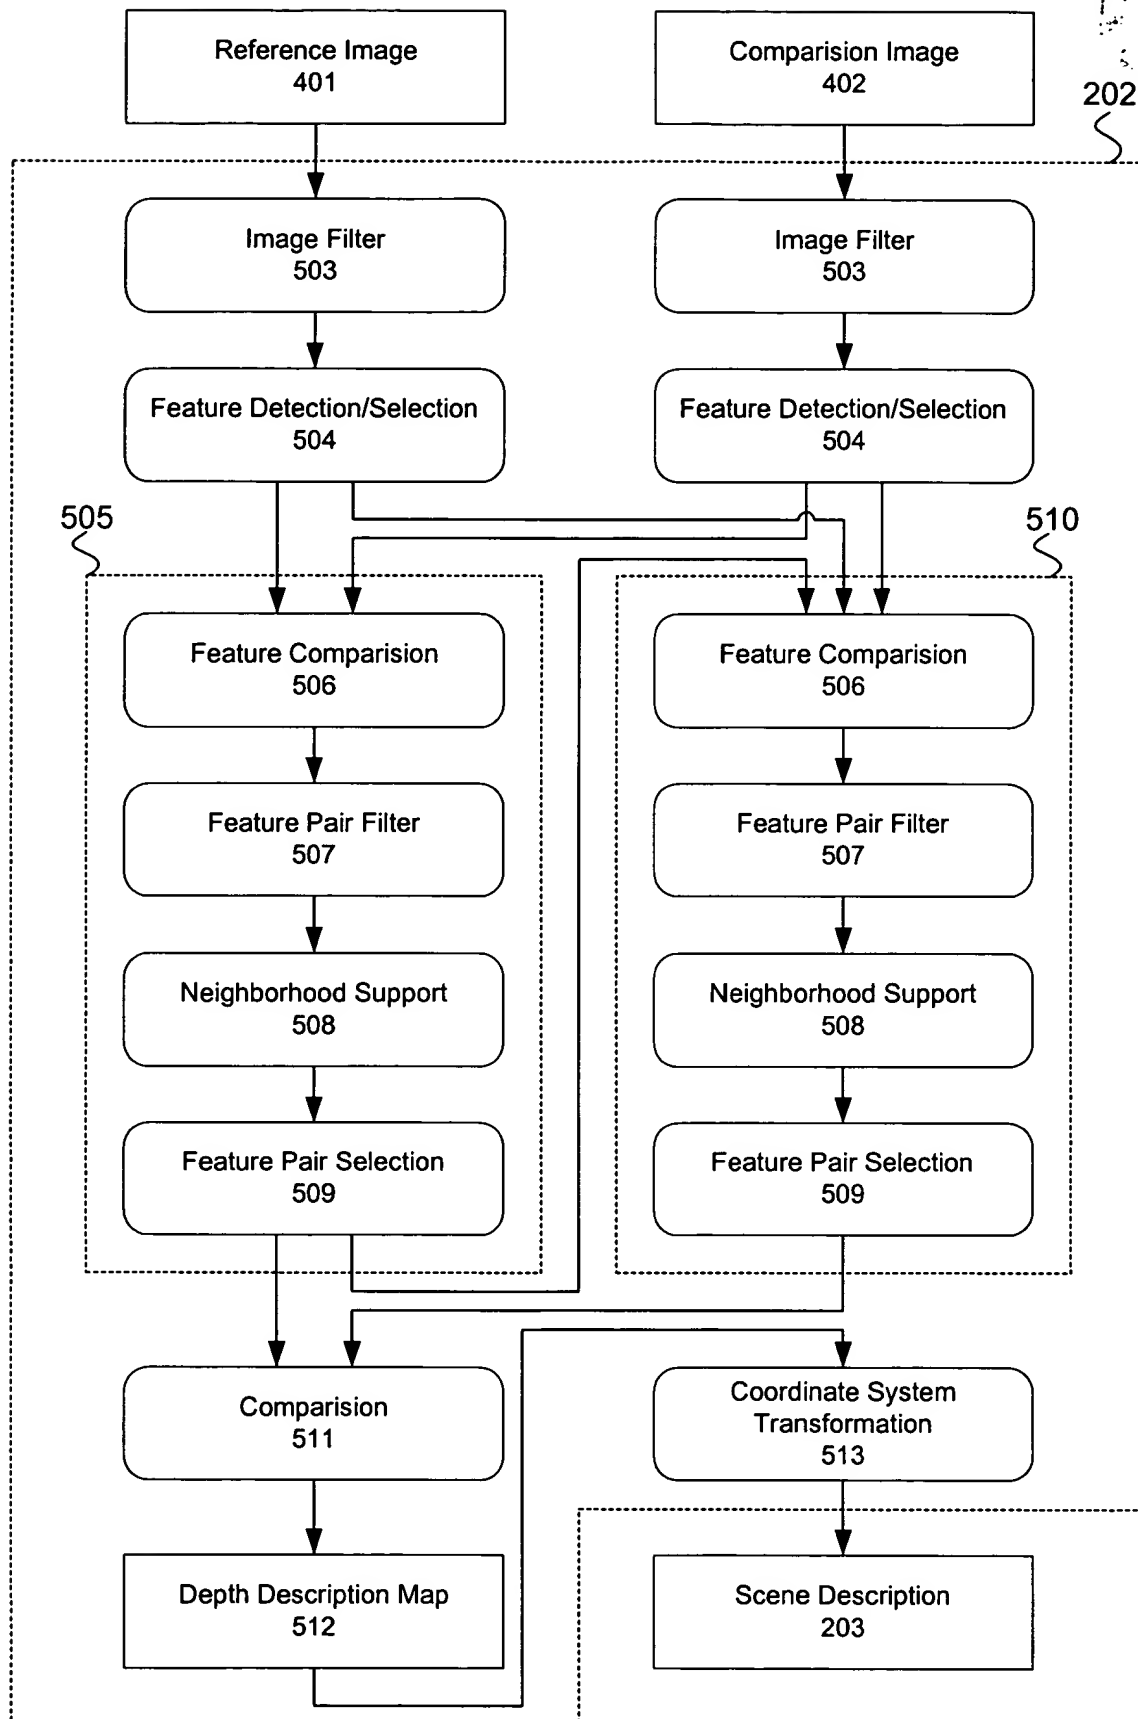 Reference Image
401
Comparision Image
402
202
Image Filter
503
Image Filter
503
Feature Detection/Selection
504
Feature Detection/Selection
504
505
510
Feature Comparision
506
Feature Comparision
506
Feature Pair Filter
507
Feature Pair Filter
507
Neighborhood Support
508
Neighborhood Support
508
Feature Pair Selection
509
Feature Pair Selection
509
Comparision
511
Coordinate System
Transformation
513
Depth Description Map
512
Scene Description
203